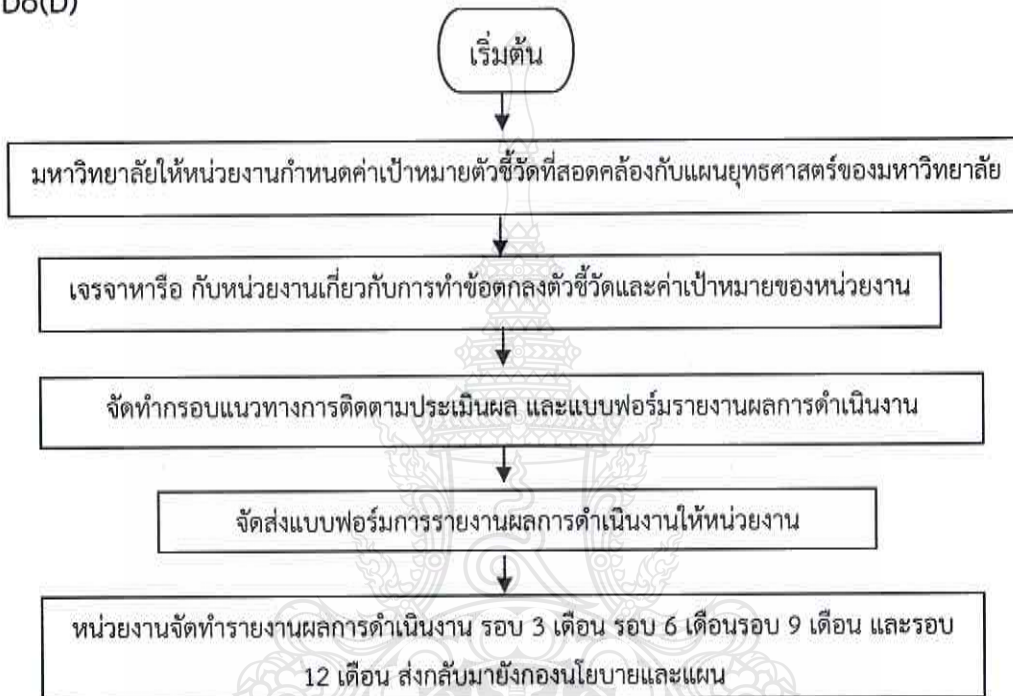 Do(D)
เริ่มต้น
มหาวิทยาลัยให้หน่วยงานกำหนดค่าเป้าหมายตัวชี้วัดที่สอดคล้องกับแผนยุทธศาสตร์ของมหาวิทยาลัย
เจรจาหารือ กับหน่วยงานเกี่ยวกับการทำข้อตกลงตัวชี้วัดและค่าเป้าหมายของหน่วยงาน
จัดทำกรอบแนวทางการติดตามประเมินผล และแบบฟอร์มรายงานผลการดำเนินงาน
จัดส่งแบบฟอร์มการรายงานผลการดำเนินงานให้หน่วยงาน
หน่วยงานจัดทำรายงานผลการดำเนินงาน รอบ 3 เดือน รอบ 6 เดือนรอบ 9 เดือน และรอบ
12 เดือน ส่งกลับมายังกองนโยบายและแผน